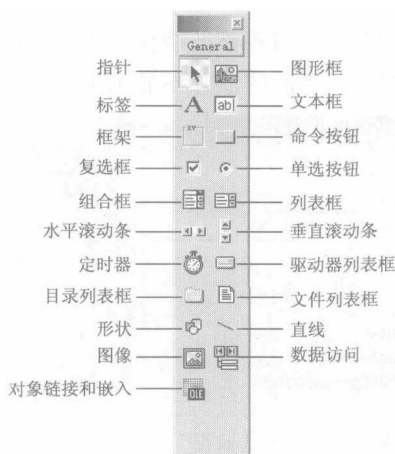 General
指针
图形框
标签
A
ab
文本框
框架
xy
命令按钮
复选框
单选按钮
组合框
列表框
水平滚动条
垂直滚动条
定时器
驱动器列表框
目录列表框
文件列表框
形状
直线
图像
数据访问
对象链接和嵌入
OLE